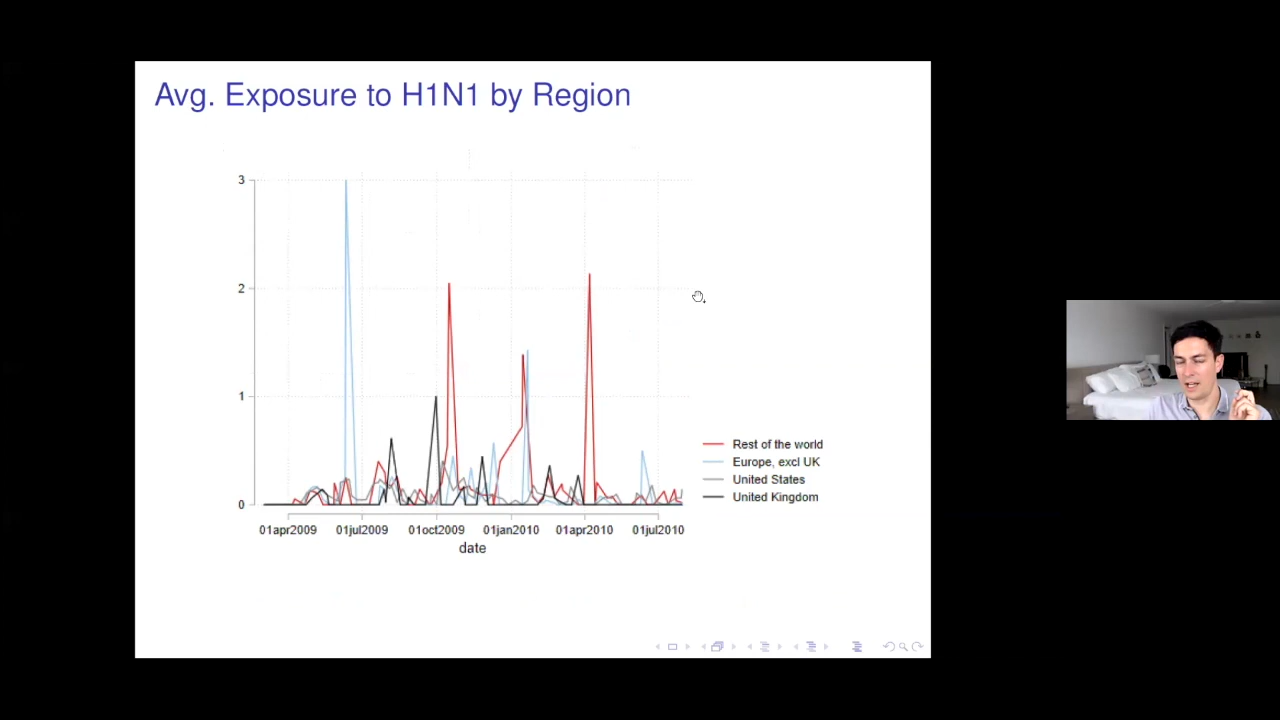 Avg. Exposure to H1N1 by Region
3
2
1
0
01apr2009 01jul2009 01oct2009 01jan2010 01apr2010 01jul2010
date
Rest of the world
Europe, excl UK
United States
United Kingdom